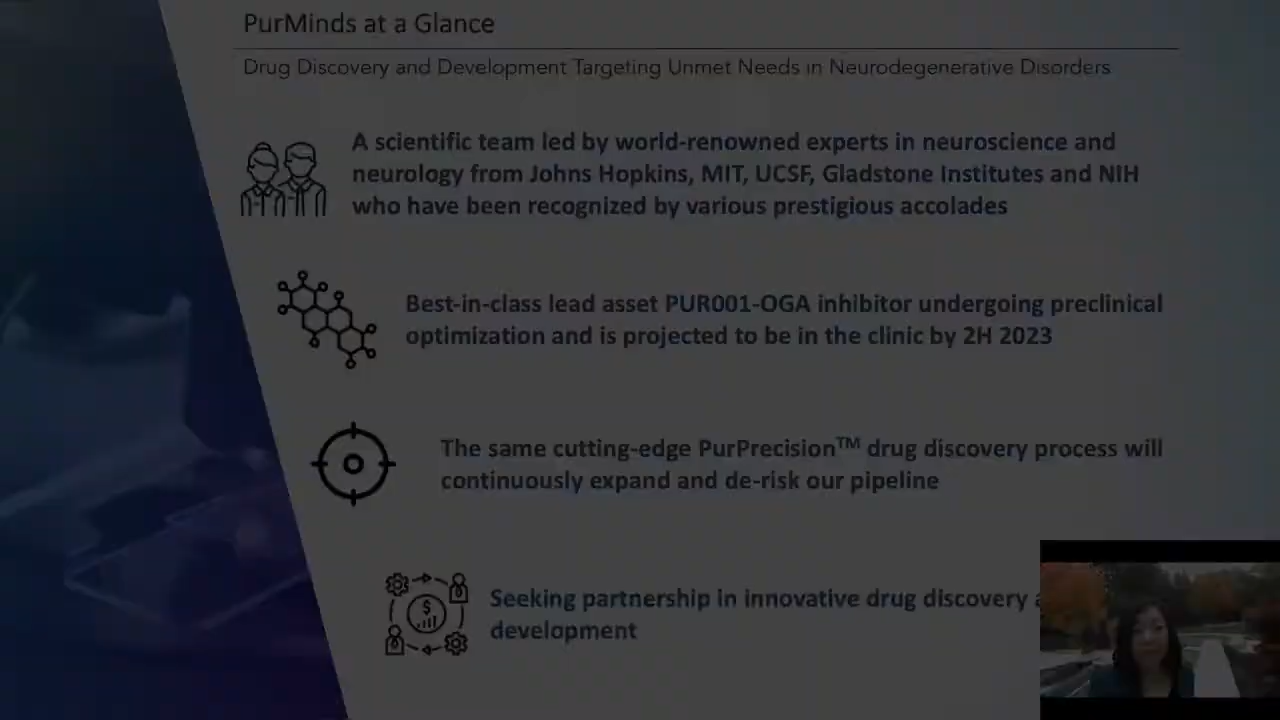 PurMinds at a Glance
Drug Discovery and Development Targeting Unmet Needs in Neurodegenerative Disorders
A scientific team led by world-renowned experts in neuroscience and
neurology from Johns Hopkins, MIT, UCSF, Gladstone Institutes and NIH
who have been recognized by various prestigious accolades
Best-in-class lead asset PUR001-OGA inhibitor undergoing preclinical
optimization and is projected to be in the clinic by 2H 2023
The same cutting-edge PurPrecision™ drug discovery process will
continuously expand and de-risk our pipeline
$
Seeking partnership in innovative drug discovery
development